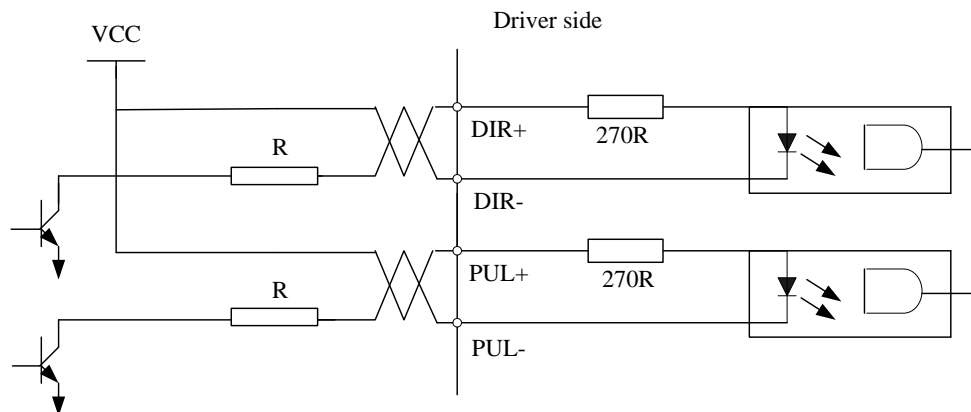 Driver side
VCC
DIR+
270R
R
DIR-
PUL+
270R
R
PUL-